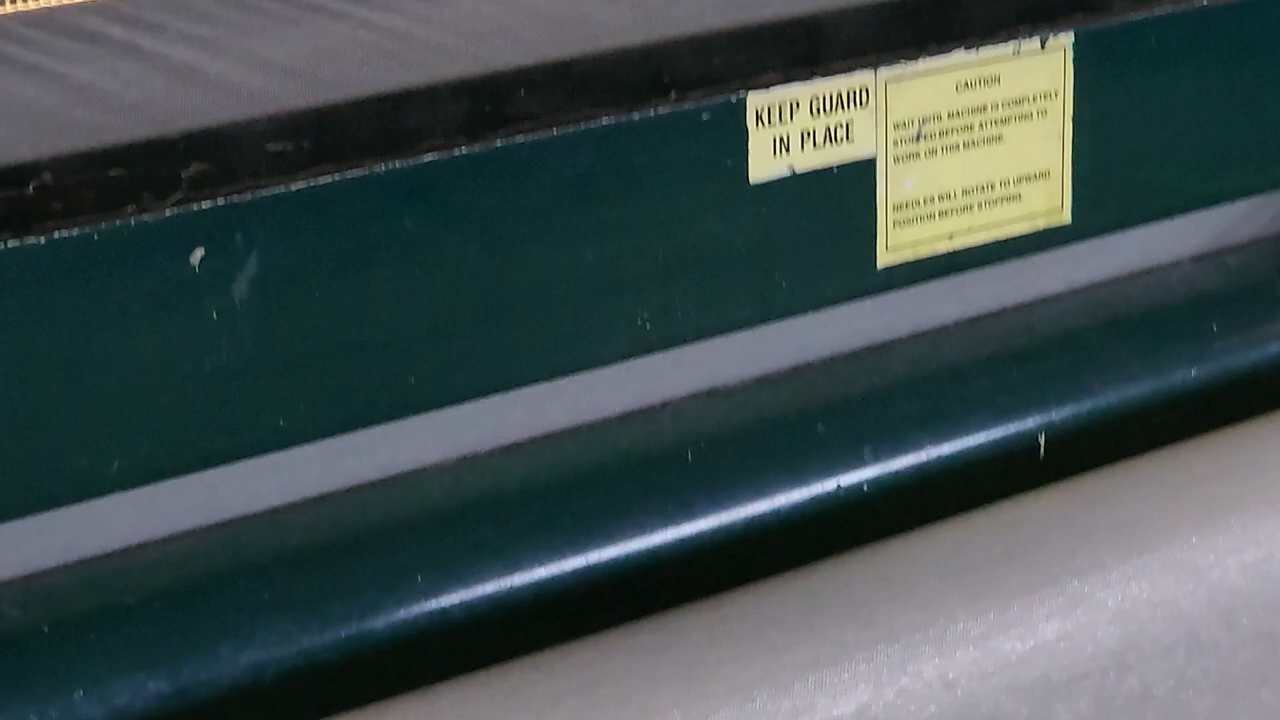 KEEP GUARD
IN PLACE
CAUTION
WAIT UNTIL MACHINE IS COMPLETELY
STOPPED BEFORE ATTEMPTING TO
WORK ON THIS MACHINE.
NEEDLES WILL ROTATE TO UPWARD
POSITION BEFORE STOPPING.